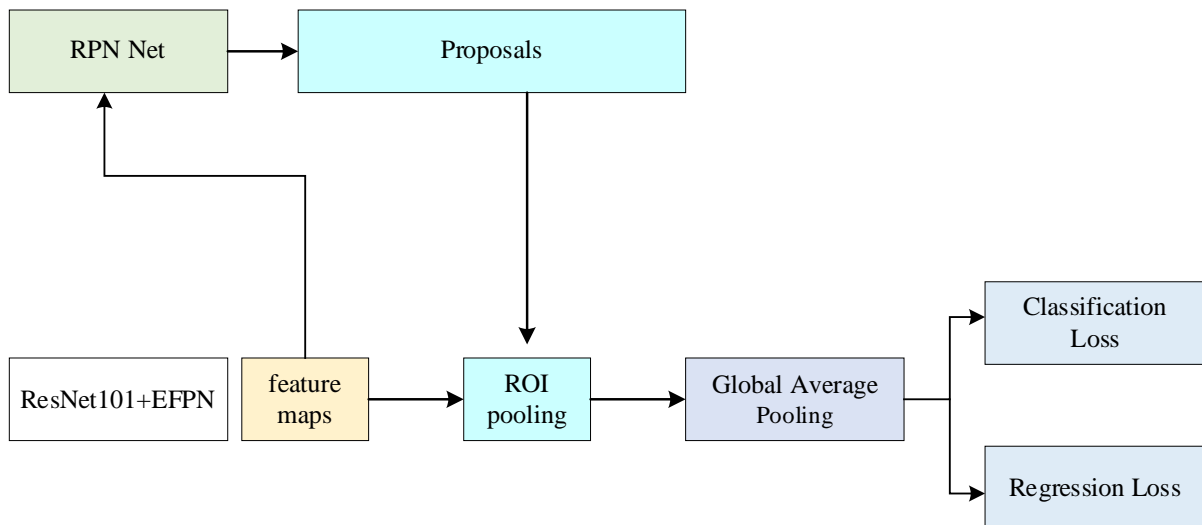 RPN Net
Proposals
ResNet101+EFPN
feature
maps
ROI
pooling
Global Average
Pooling
Classification
Loss
Regression Loss